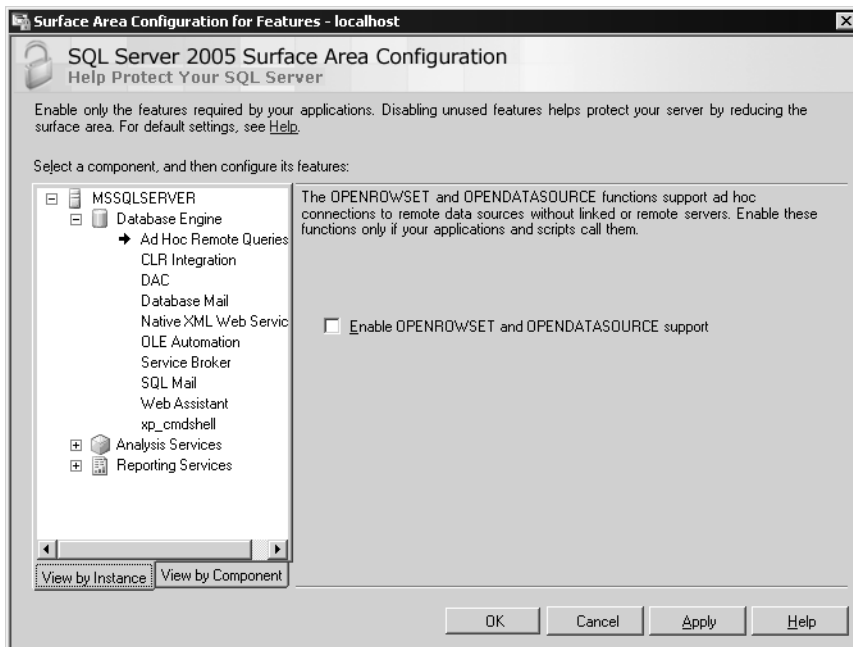 Surface Area Configuration for Features - localhost
SQL Server 2005 Surface Area Configuration
Help Protect Your SQL Server
Enable only the features required by your applications. Disabling unused features helps protect your server by reducing the
surface area. For default settings, see Help.
Select a component, and then configure its features:
MSSQLSERVER
Database Engine
Ad Hoc Remote Queries
CLR Integration
DAC
Database Mail
Native XML Web Servic
OLE Automation
Service Broker
SQL Mail
Web Assistant
xp_cmdshell
Analysis Services
Reporting Services
View by Instance
View by Component
The OPENROWSET and OPENDATASOURCE functions support ad hoc
connections to remote data sources without linked or remote servers. Enable these
functions only if your applications and scripts call them.
Enable OPENROWSET and OPENDATASOURCE support
OK
Cancel
Apply
Help